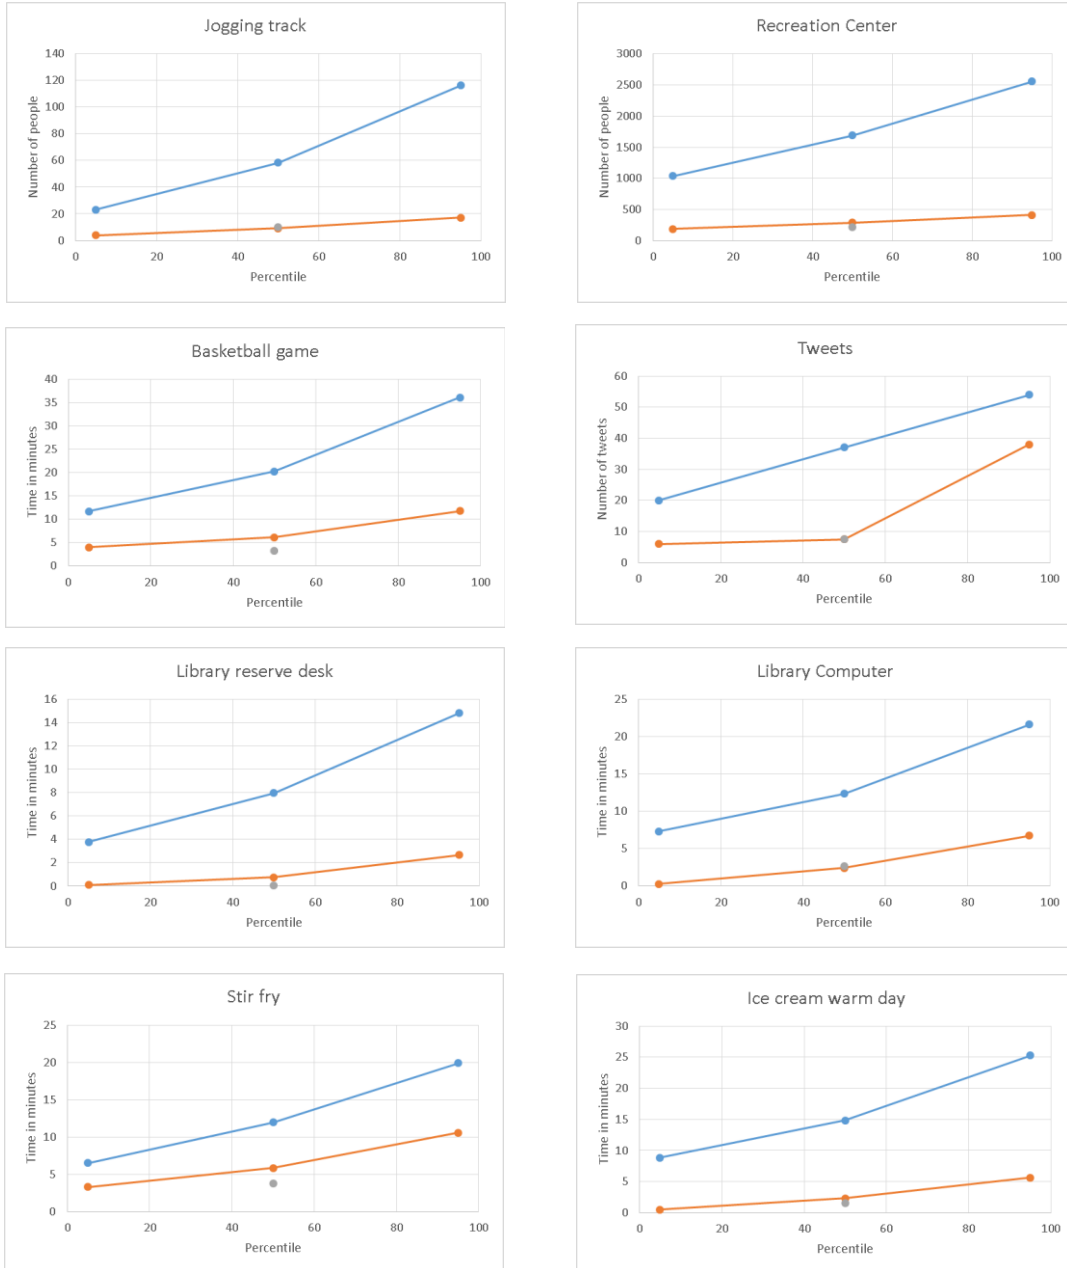 Jogging track
Number of people
140
120
100
80
60
40
20
0
0 20 40 60 80 100
Percentile
Recreation Center
Number of people
3000
2500
2000
1500
1000
500
0
0 20 40 60 80 100
Percentile
Basketball game
Time in minutes
40
35
30
25
20
15
10
5
0
0 20 40 60 80 100
Percentile
Tweets
Number of tweets
60
50
40
30
20
10
0
0 20 40 60 80 100
Percentile
Library reserve desk
Time in minutes
16
14
12
10
8
6
4
2
0
0 20 40 60 80 100
Percentile
Library Computer
Time in minutes
25
20
15
10
5
0
0 20 40 60 80 100
Percentile
Stir fry
Time in minutes
25
20
15
10
5
0
0 20 40 60 80 100
Percentile
Ice cream warm day
Time in minutes
30
25
20
15
10
5
0
0 20 40 60 80 100
Percentile